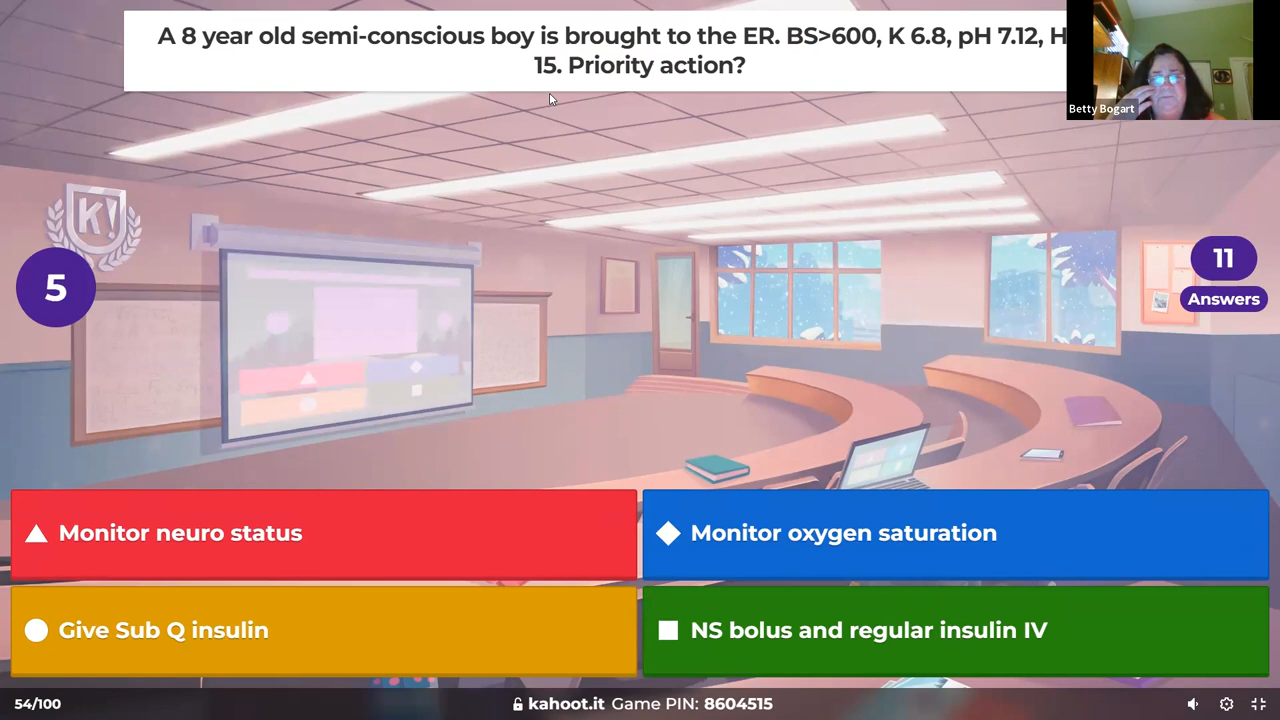 A 8 year old semi-conscious boy is brought to the ER. BS>600, K 6.8, pH 7.12, H
15. Priority action?
Betty Bogart
K!
5
11
Answers
Monitor neuro status
Monitor oxygen saturation
Give Sub Q insulin
NS bolus and regular insulin IV
54/100
kahoot.it Game PIN: 8604515